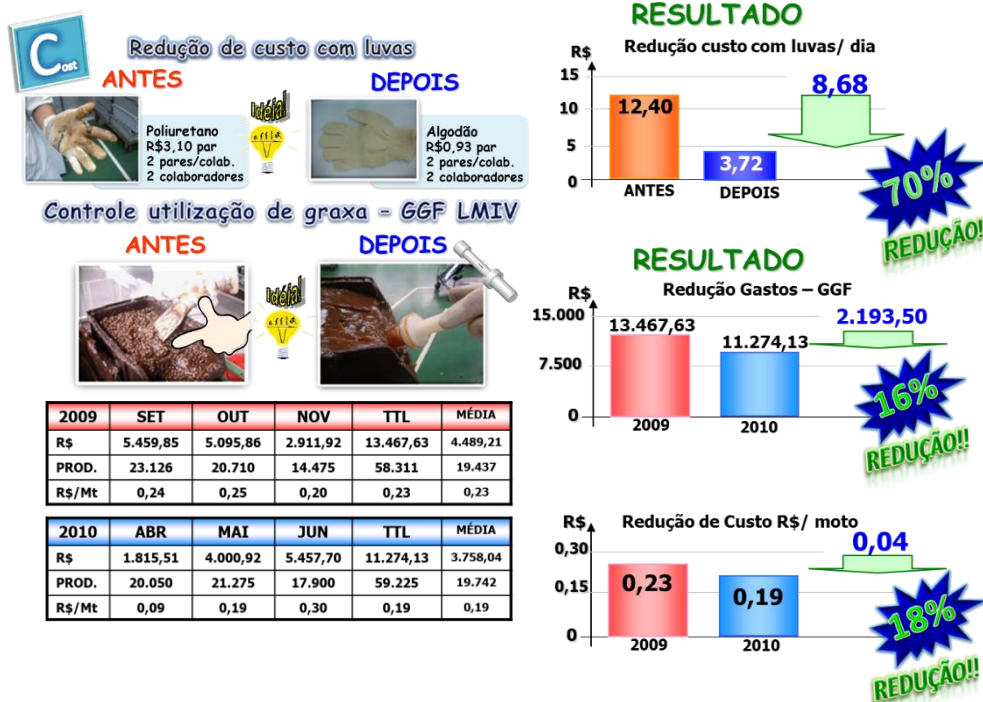 Cost
Redução de custo com luvas
ANTES
DEPOIS
Idéia!
Poliuretano
R$3,10 par
2 pares/colab.
2 colaboradores
Algodão
R$0,93 par
2 pares/colab.
2 colaboradores
Controle utilização de graxa - GGF LMIV
ANTES
DEPOIS
Idéia!
2009 SET OUT NOV TTL MÉDIA
R$ 5.459,85 5.095,86 2.911,92 13.467,63 4.489,21
PROD. 23.126 20.710 14.475 58.311 19.437
R$/Mt 0,24 0,25 0,20 0,23 0,23
2010 ABR MAI JUN TTL MÉDIA
R$ 1.815,51 4.000,92 5.457,70 11.274,13 3.758,04
PROD. 20.050 21.275 17.900 59.225 19.742
R$/Mt 0,09 0,19 0,30 0,19 0,19
RESULTADO
Redução custo com luvas/ dia
R$
15
10
5
0
12,40
3,72
8,68
ANTES
DEPOIS
70%
REDUÇÃO!!
RESULTADO
Redução Gastos – GGF
R$
15.000
7.500
0
13.467,63
11.274,13
2.193,50
2009
2010
16%
REDUÇÃO!!
Redução de Custo R$/ moto
R$
0,30
0,15
0
0,23
0,19
0,04
2009
2010
18%
REDUÇÃO!!